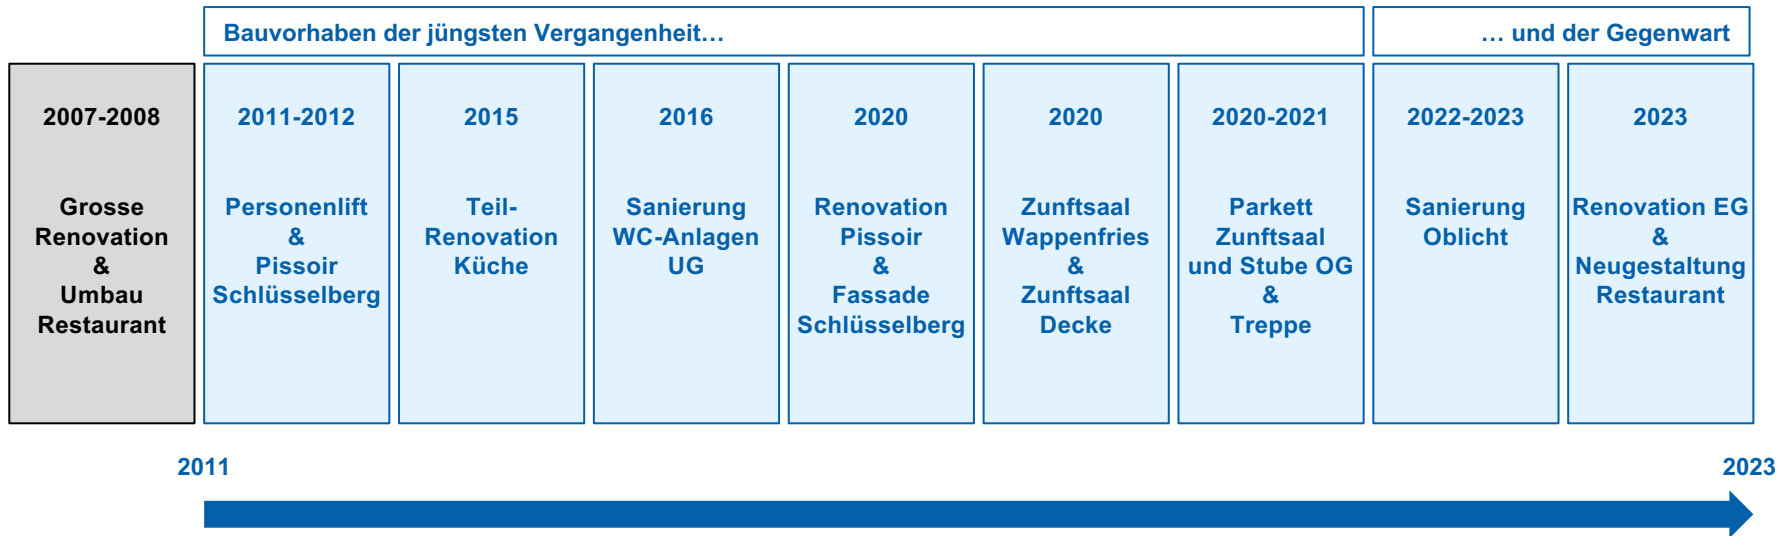 Bauvorhaben der jüngsten Vergangenheit…
… und der Gegenwart
2007-2008
Grosse
Renovation
&
Umbau
Restaurant
2011-2012
Personenlift
&
Pissoir
Schlüsselberg
2015
Teil-
Renovation
Küche
2016
Sanierung
WC-Anlagen
UG
2020
Renovation
Pissoir
&
Fassade
Schlüsselberg
2020
Zunftsaal
Wappenfries
&
Zunftsaal
Decke
2020-2021
Parkett
Zunftsaal
und Stube OG
&
Treppe
2022-2023
Sanierung
Oblicht
2023
Renovation EG
&
Neugestaltung
Restaurant
2011
2023